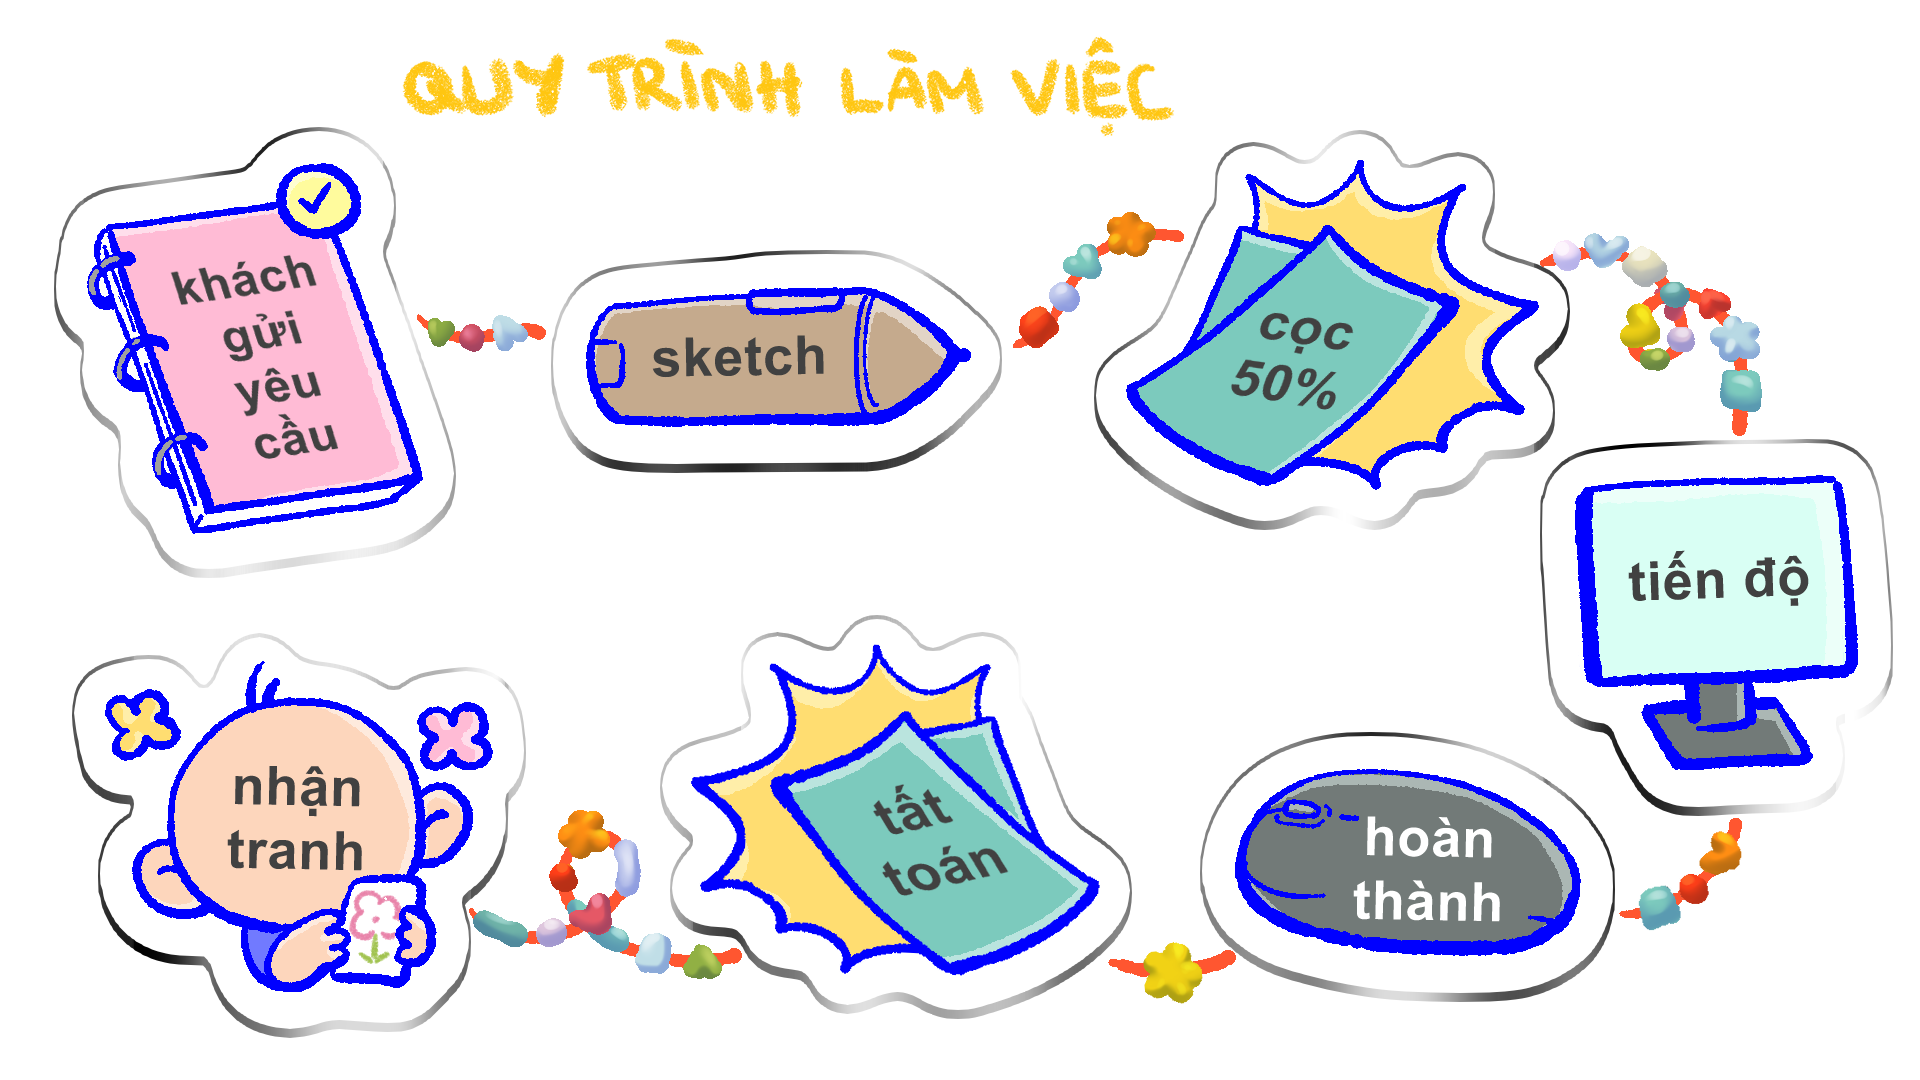 QUY TRÌNH LÀM VIỆC
khách
gửi
yêu
cầu
sketch
cọc
50%
tiến độ
hoàn
thành
tất
toán
nhận
tranh